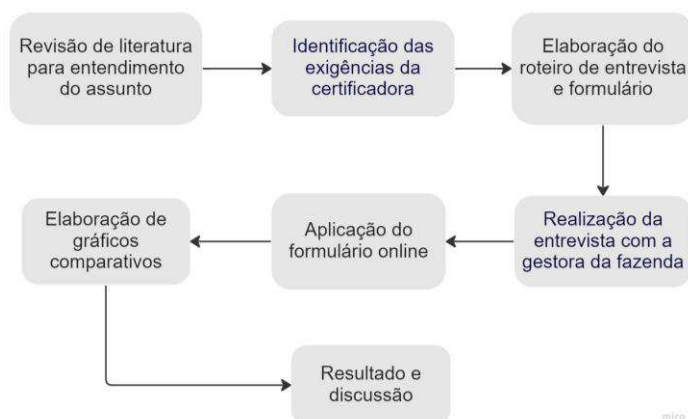 Revisão de literatura
para entendimento
do assunto
Identificação das
exigências da
certificadora
Elaboração do
roteiro de entrevista
e formulário
Realização da
entrevista com a
gestora da fazenda
Aplicação do
formulário online
Elaboração de
gráficos
comparativos
Resultado e
discussão
miro